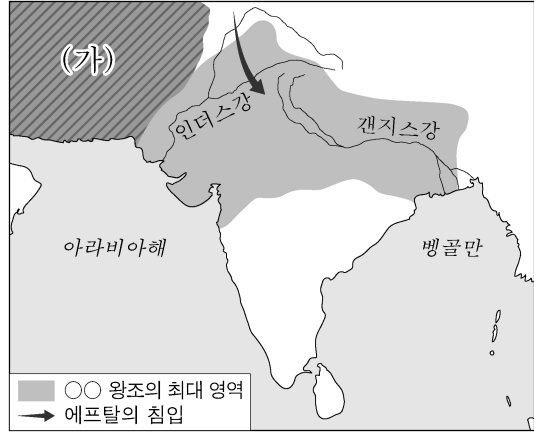 (가)
인더스강
갠지스강
아라비아해
벵골만
○○ 왕조의 최대 영역
에프탈의 침입